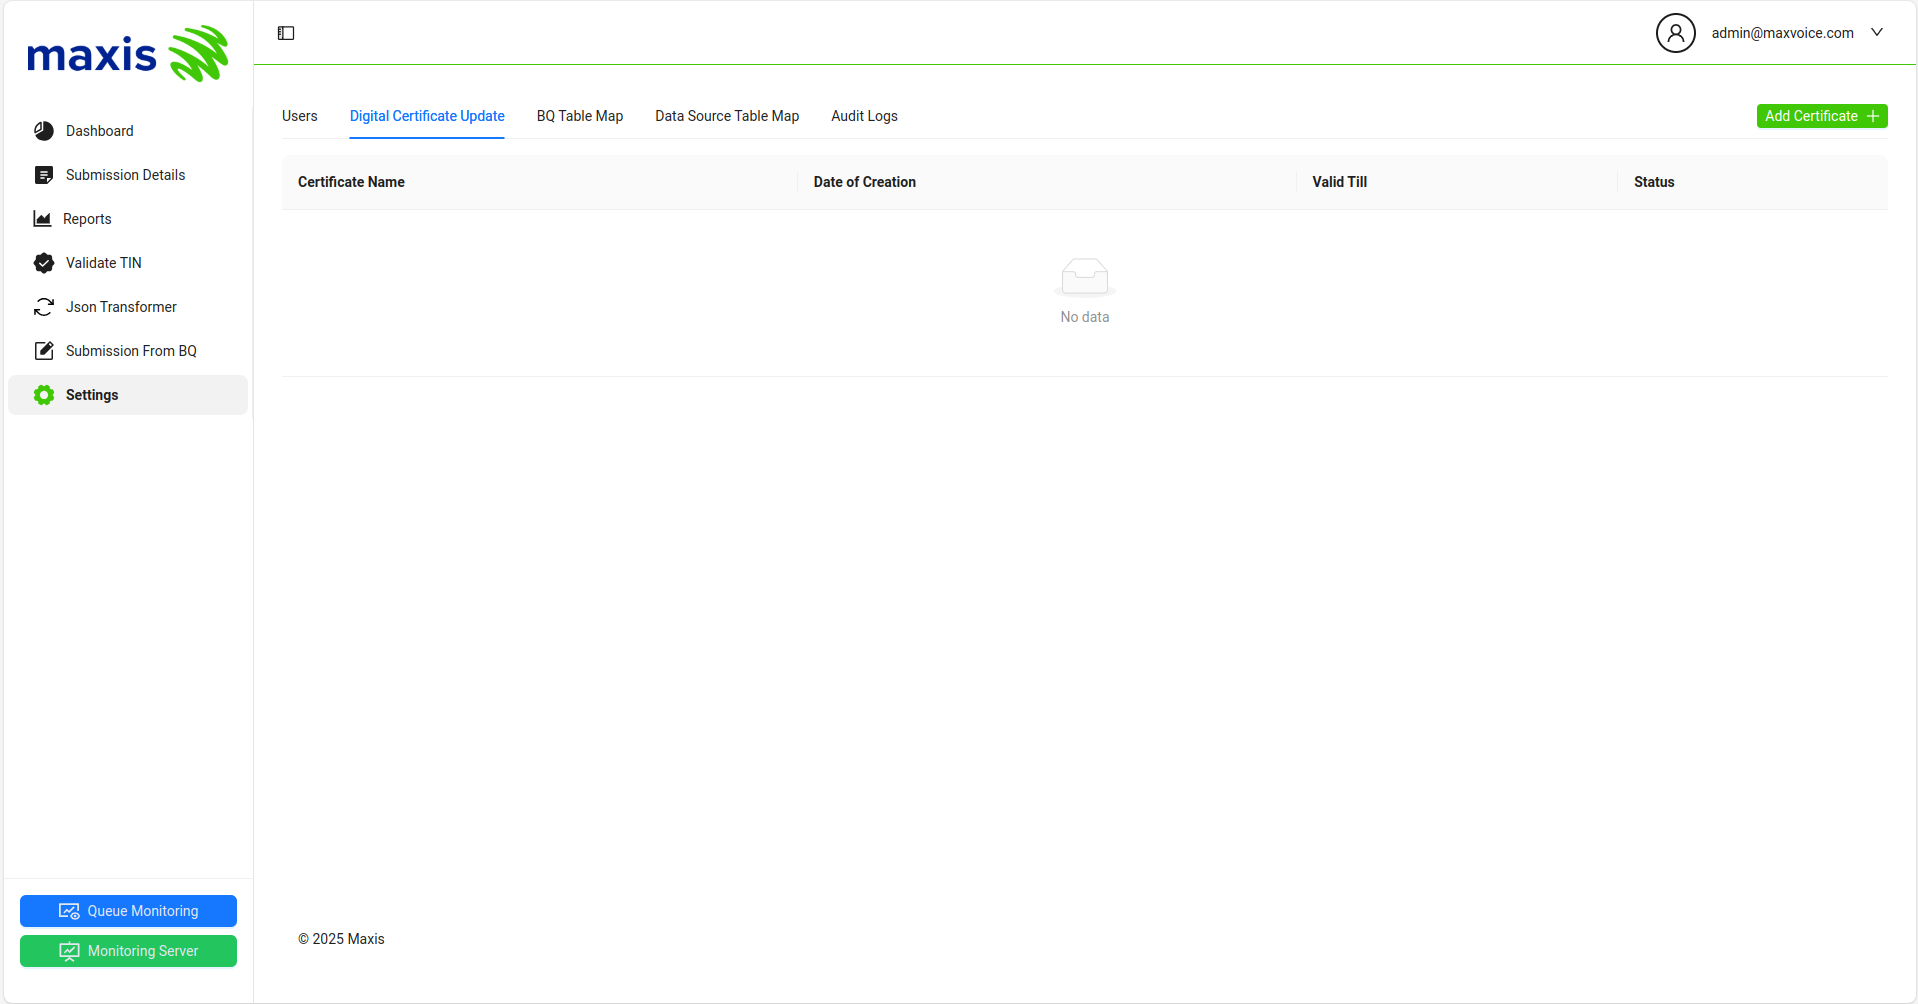 maxis
admin@maxvoice.com
Dashboard
Submission Details
Reports
Validate TIN
Json Transformer
Submission From BQ
Settings
Users Digital Certificate Update BQ Table Map Data Source Table Map Audit Logs Add Certificate
Certificate Name Date of Creation Valid Till Status
No data
Queue Monitoring
Monitoring Server
© 2025 Maxis